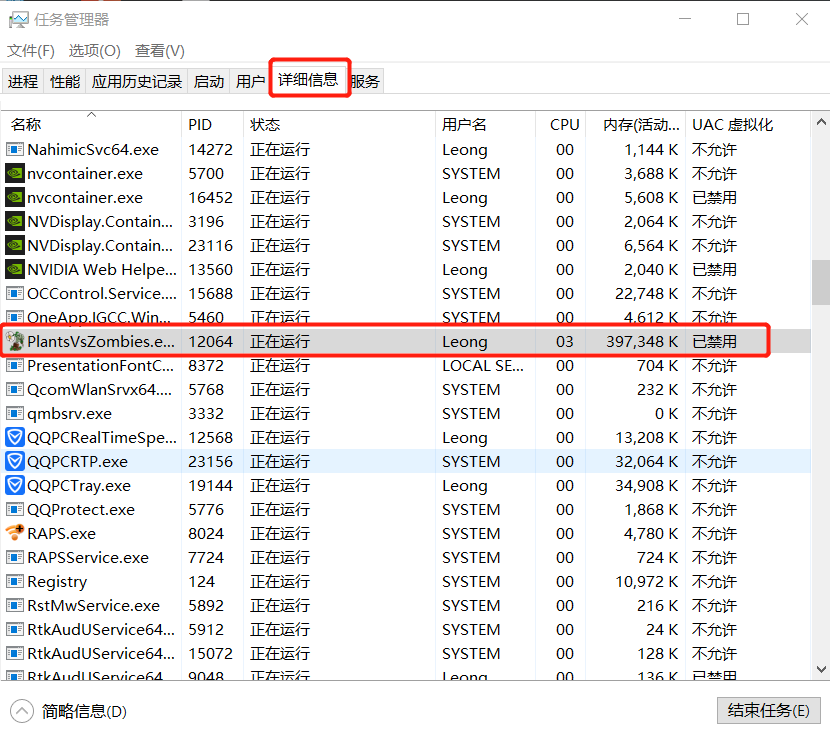 任务管理器
文件(F) 选项(O) 查看(V)
进程 性能 应用历史记录 启动 用户 详细信息 服务
名称 PID 状态 用户名 CPU 内存(活动... UAC 虚拟化
NahimicSvc64.exe 14272 正在运行 Leong 00 1,144 K 不允许
nvcontainer.exe 5700 正在运行 SYSTEM 00 3,688 K 不允许
nvcontainer.exe 16452 正在运行 Leong 00 5,608 K 已禁用
NVDisplay.Contain... 3196 正在运行 SYSTEM 00 2,064 K 不允许
NVDisplay.Contain... 23116 正在运行 SYSTEM 00 6,564 K 不允许
NVIDIA Web Helpe... 13560 正在运行 Leong 00 2,040 K 已禁用
OCControl.Service.... 15688 正在运行 SYSTEM 00 22,748 K 不允许
OneApp.IGCC.Win... 5460 正在运行 SYSTEM 00 4,612 K 不允许
PlantsVsZombies.e... 12064 正在运行 Leong 03 397,348 K 已禁用
PresentationFontC... 8372 正在运行 LOCAL SE... 00 704 K 不允许
QcomWlanSrvx64.... 5768 正在运行 SYSTEM 00 232 K 不允许
qmbsrv.exe 3332 正在运行 SYSTEM 00 0 K 不允许
QQPCRealTimeSpe... 12568 正在运行 Leong 00 13,208 K 不允许
QQPCRTP.exe 23156 正在运行 SYSTEM 00 32,064 K 不允许
QQPCTray.exe 19144 正在运行 Leong 00 34,908 K 不允许
QQProtect.exe 5776 正在运行 SYSTEM 00 1,868 K 不允许
RAPS.exe 8024 正在运行 SYSTEM 00 4,780 K 不允许
RAPSService.exe 7724 正在运行 SYSTEM 00 724 K 不允许
Registry 124 正在运行 SYSTEM 00 10,972 K 不允许
RstMwService.exe 5892 正在运行 SYSTEM 00 216 K 不允许
RtkAudUService64... 5912 正在运行 SYSTEM 00 24 K 不允许
RtkAudUService64... 15072 正在运行 SYSTEM 00 128 K 不允许
RtkAudUService64... 9048 正在运行 Leong 00 136 K 已禁用
简略信息(D) 结束任务(E)